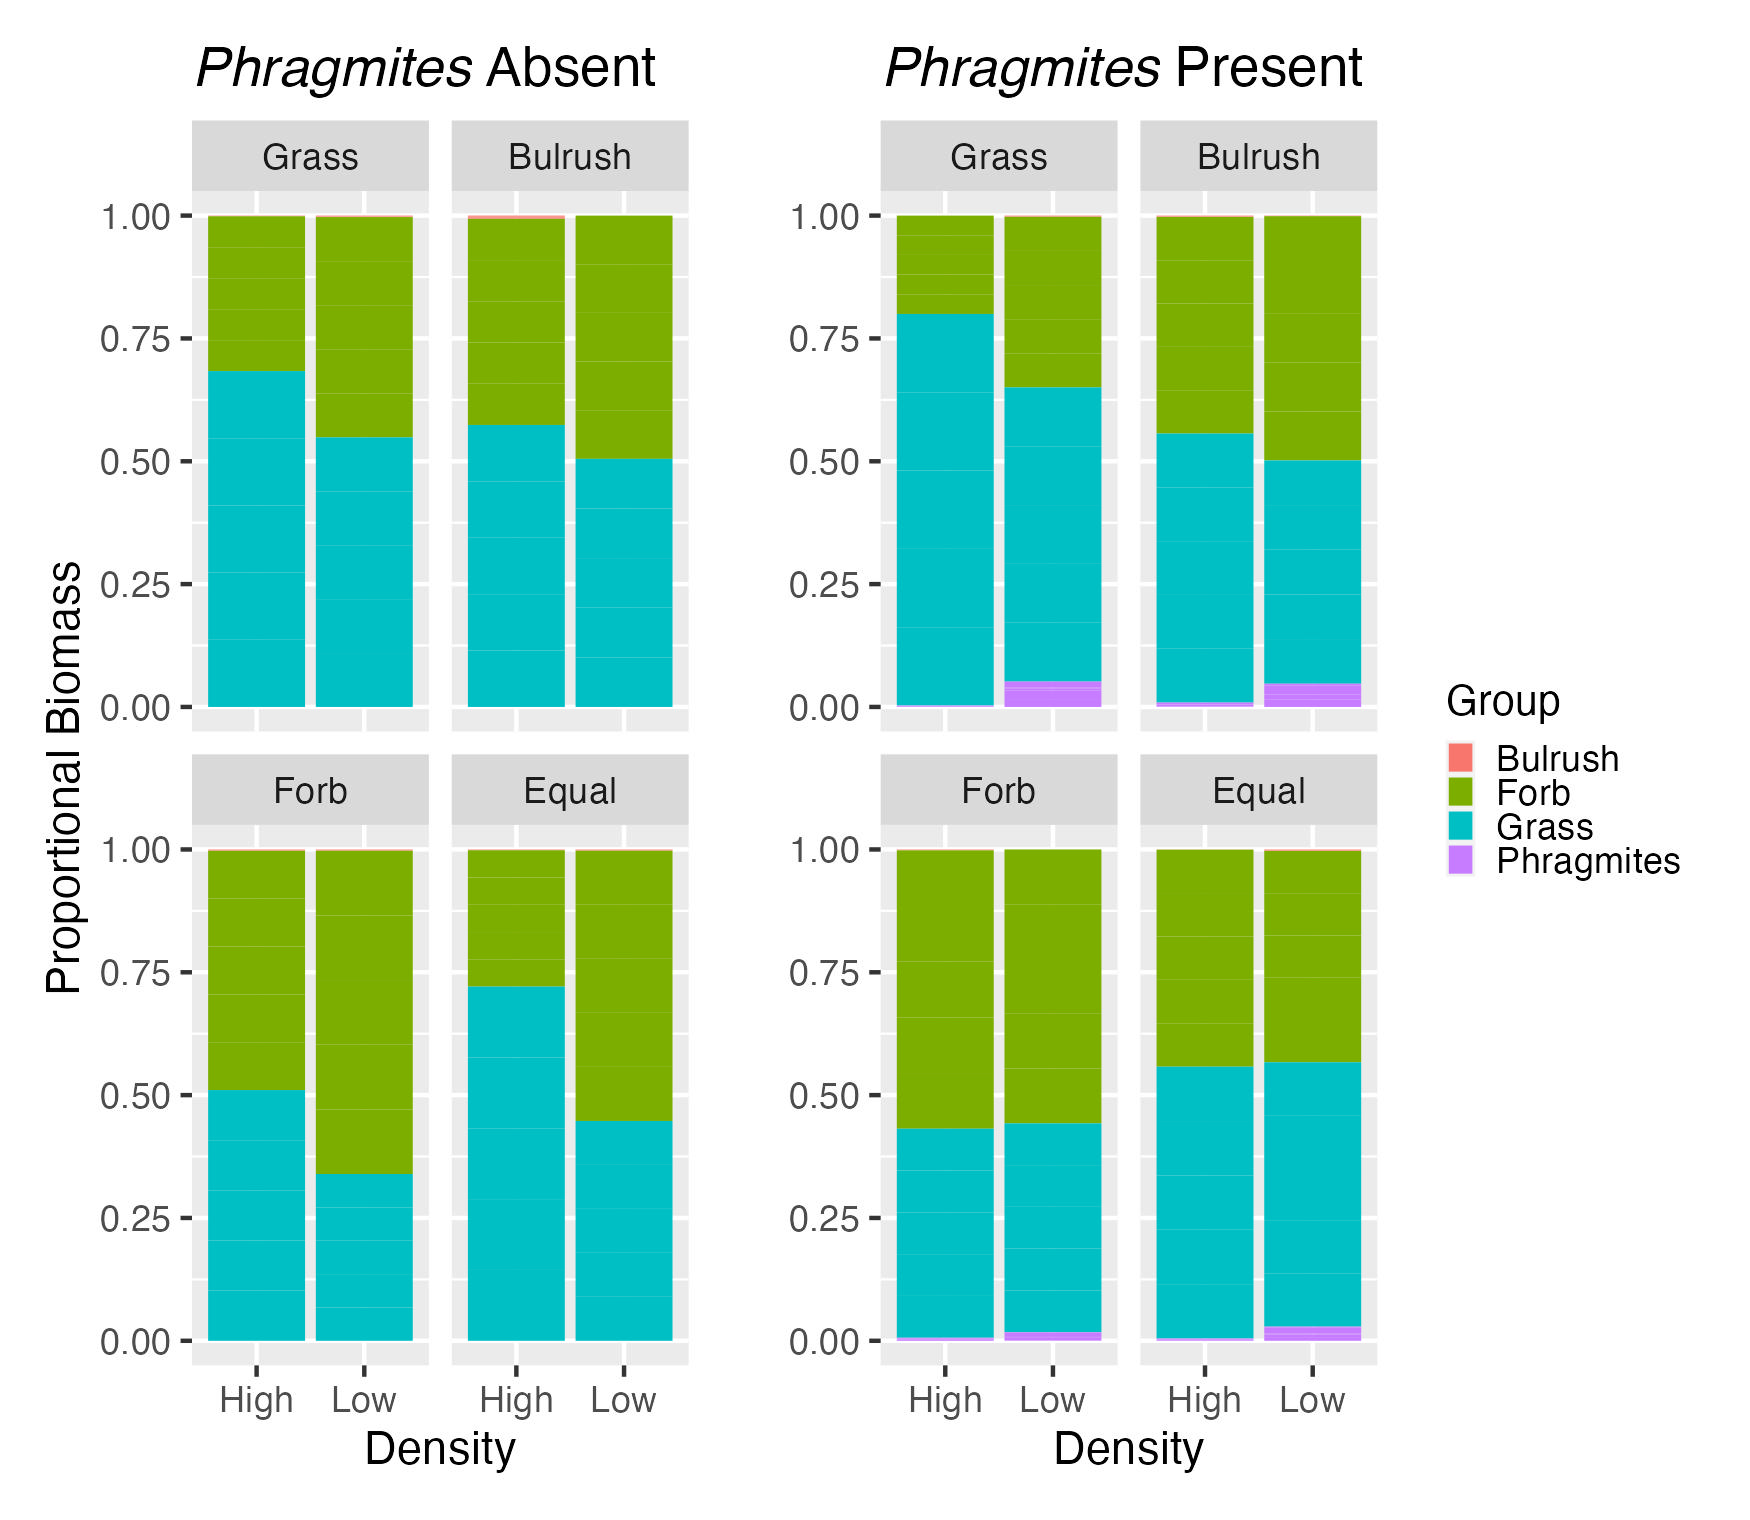 Phragmites Absent
Phragmites Present
Grass Bulrush
Grass Bulrush
1.00
0.75
0.50
0.25
0.00
1.00
0.75
0.50
0.25
0.00
Forb Equal
Forb Equal
1.00
0.75
0.50
0.25
0.00
1.00
0.75
0.50
0.25
0.00
High Low High Low
High Low High Low
Density
Density
Proportional Biomass
Group
Bulrush
Forb
Grass
Phragmites